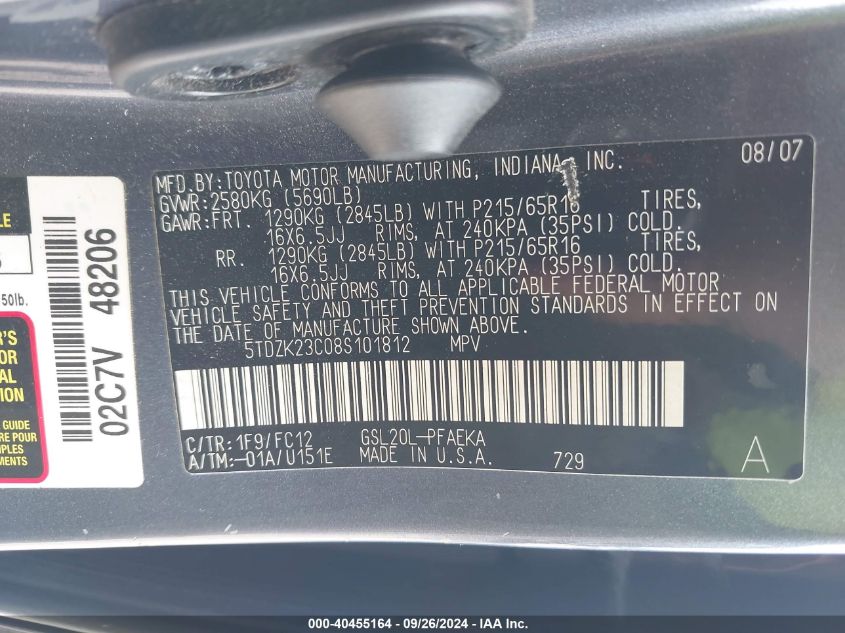 MFD.BY:TOYOTA MOTOR MANUFACTURING, INDIANA, INC. 08/07
GVWR:2580KG (5690LB)
GAWR:FRT. 1290KG (2845LB) WITH P215/65R16 TIRES,
16X6.5JJ RIMS, AT 240KPA (35PSI) COLD.
RR. 1290KG (2845LB) WITH P215/65R16 TIRES,
16X6.5JJ RIMS, AT 240KPA (35PSI) COLD.
THIS VEHICLE CONFORMS TO ALL APPLICABLE FEDERAL MOTOR
VEHICLE SAFETY AND THEFT PREVENTION STANDARDS IN EFFECT ON
THE DATE OF MANUFACTURE SHOWN ABOVE.
5TDZK23C08S101812 MPV
C/TR:1F9/FC12 GSL20L-PFAEKA
A/TM:-01A/U151E MADE IN U.S.A. 729 A
02C7V 48206
50lb.
GUIDE
000-40455164 - 09/26/2024 - IAA Inc.